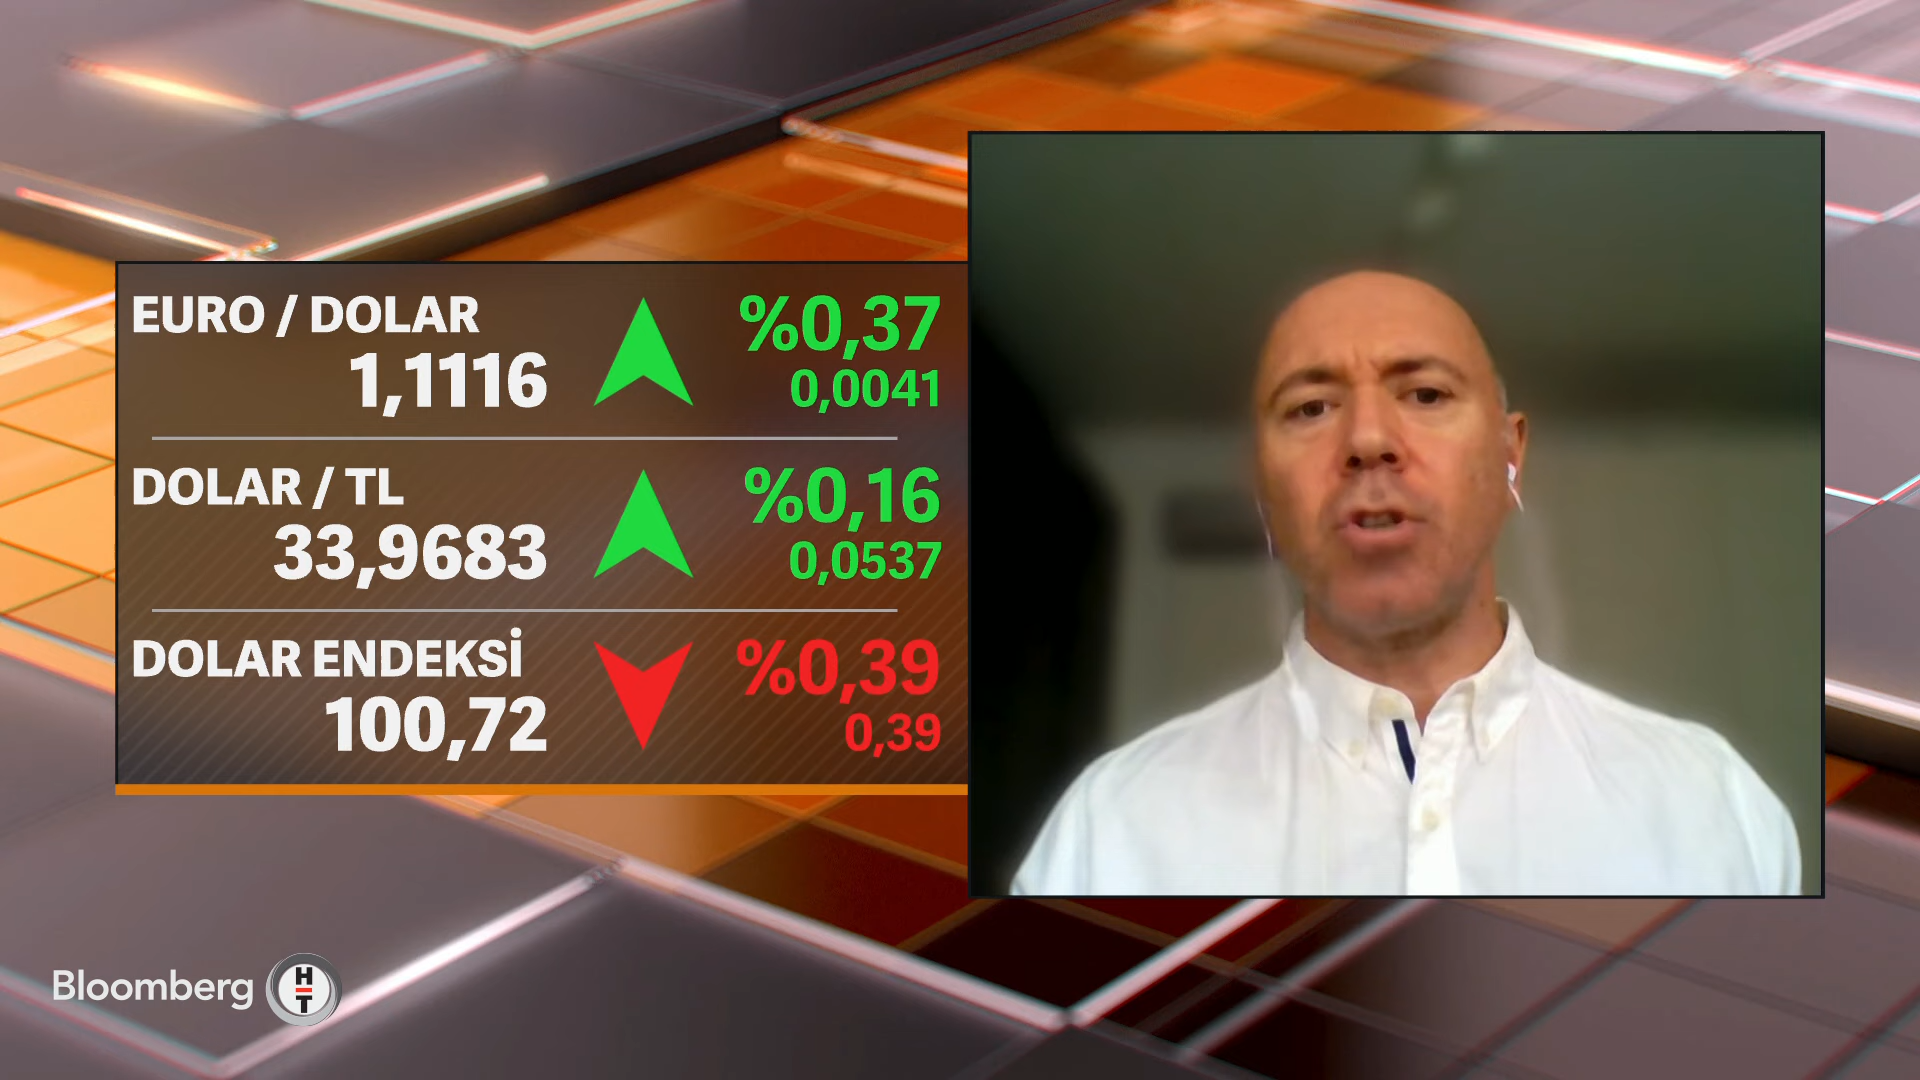 EURO / DOLAR
1,1116
%0,37
0,0041
DOLAR / TL
33,9683
%0,16
0,0537
DOLAR ENDEKSİ
100,72
%0,39
0,39
Bloomberg HT